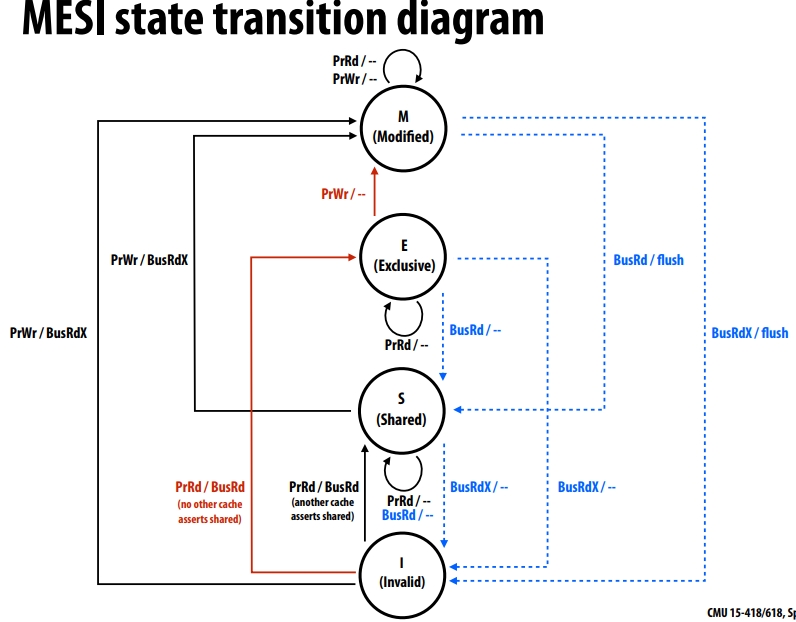 MESI state transition diagram
PrRd / --
PrWr / --
M
(Modified)
PrWr / --
E
(Exclusive)
PrWr / BusRdX
BusRd / flush
PrWr / BusRdX
BusRd / --
BusRdX / flush
PrRd / --
S
(Shared)
PrRd / BusRd
(no other cache
asserts shared)
PrRd / BusRd
(another cache
asserts shared)
PrRd / --
BusRd / --
BusRdX / --
BusRdX / --
I
(Invalid)
CMU 15-418/618, Sp